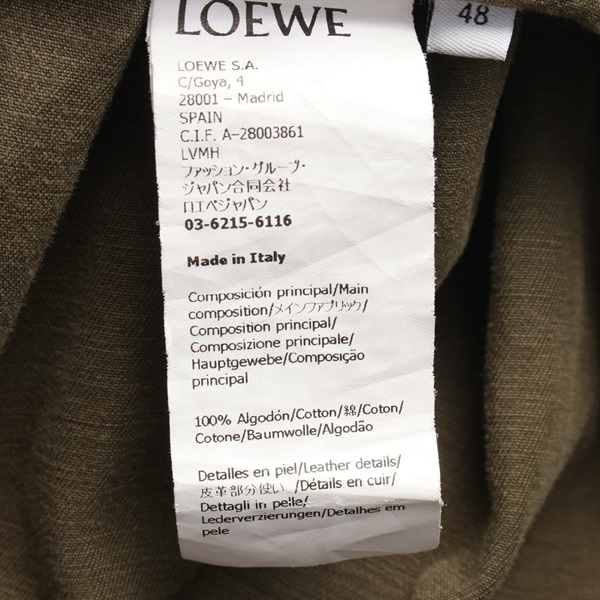 LOEWE
48
LOEWE S.A.
C/Goya, 4
28001 – Madrid
SPAIN
C.I.F. A-28003861
LVMH
ファッション・グループ・
ジャパン合同会社
ロエベジャパン
03-6215-6116
Made in Italy
Composición principal/Main
composition/メインファブリック/
Composition principal/
Composizione principale/
Hauptgewebe/Composição
principal
100% Algodón/Cotton/綿/Coton/
Cotone/Baumwolle/Algodão
Detalles en piel/Leather details/
皮革部分使い /Détails en cuir/
Dettagli in pelle/
Lederverzierungen/Detalhes em
pele